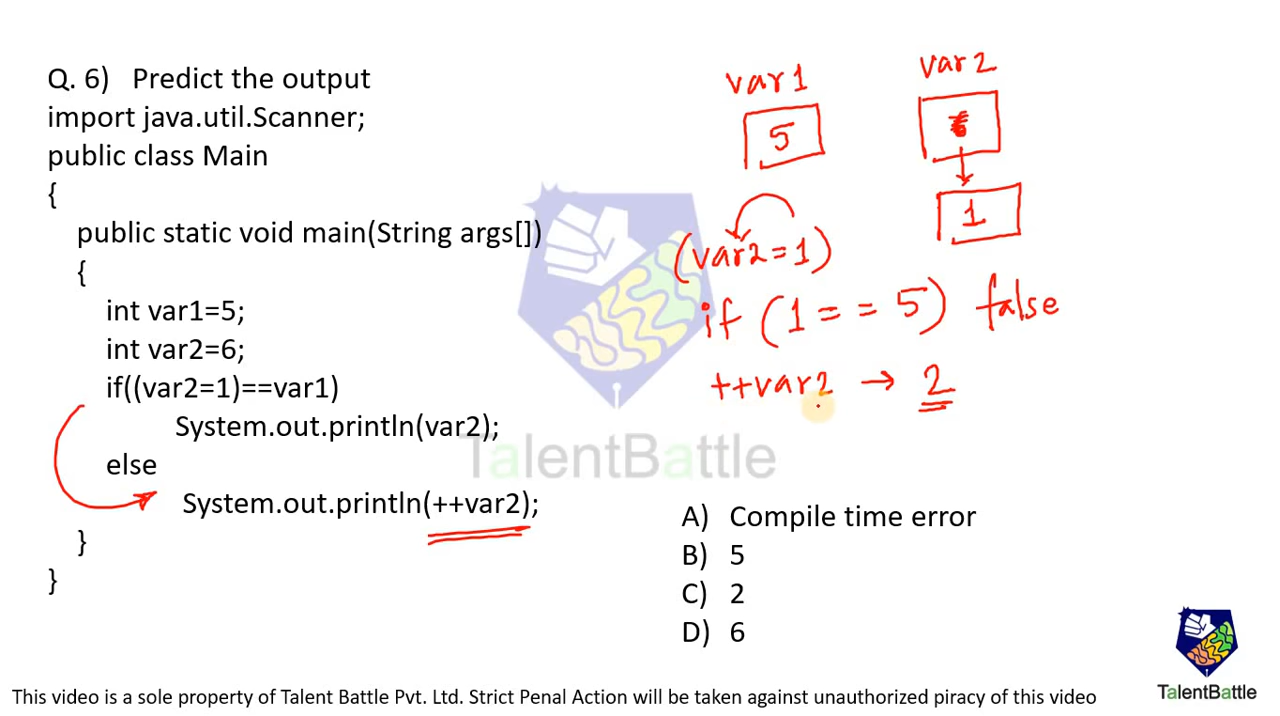 Q. 6) Predict the output
import java.util.Scanner;
public class Main
{
public static void main(String args[])
{
int var1=5;
int var2=6;
if((var2=1)==var1)
System.out.println(var2);
else
System.out.println(++var2);
}
}
var1
5
var2
1
(var2=1)
if (1== 5) false
++var2 → 2
A) Compile time error
B) 5
C) 2
D) 6
TalentBattle
TalentBattle
This video is a sole property of Talent Battle Pvt. Ltd. Strict Penal Action will be taken against unauthorized piracy of this video